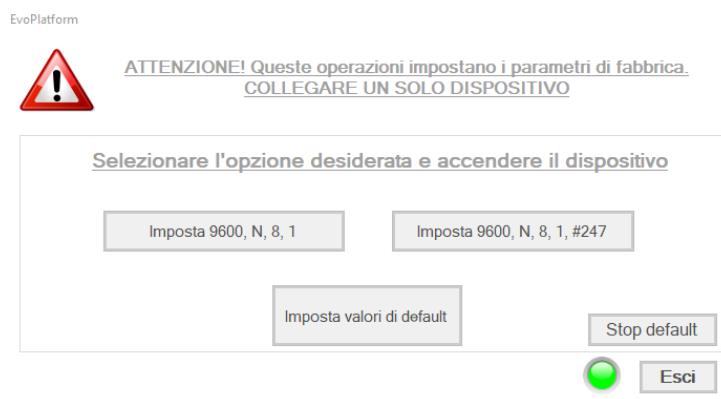 EvoPlatform
ATTENZIONE! Queste operazioni impostano i parametri di fabbrica.
COLLEGARE UN SOLO DISPOSITIVO
Selezionare l'opzione desiderata e accendere il dispositivo
Imposta 9600, N, 8, 1
Imposta 9600, N, 8, 1, #247
Imposta valori di default
Stop default
Esci